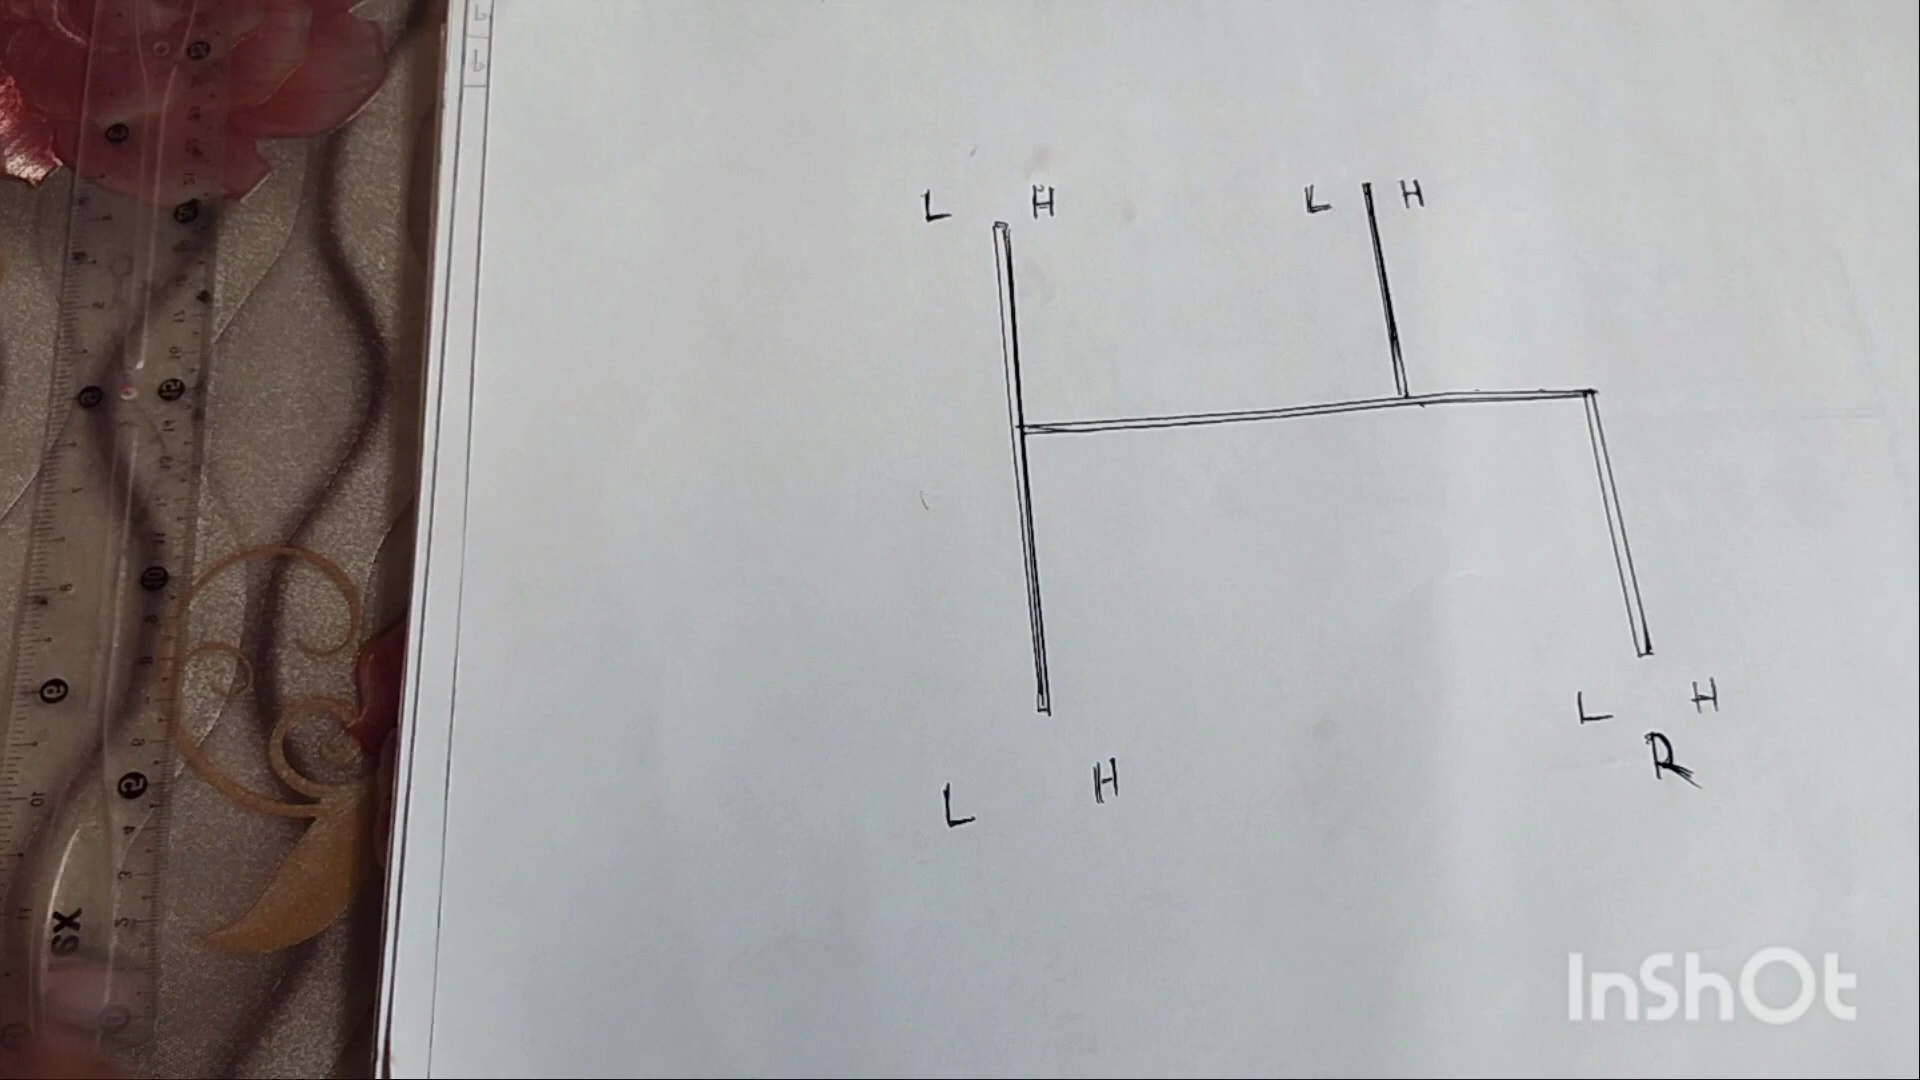 L H L H
L H
R
L H
InShOt